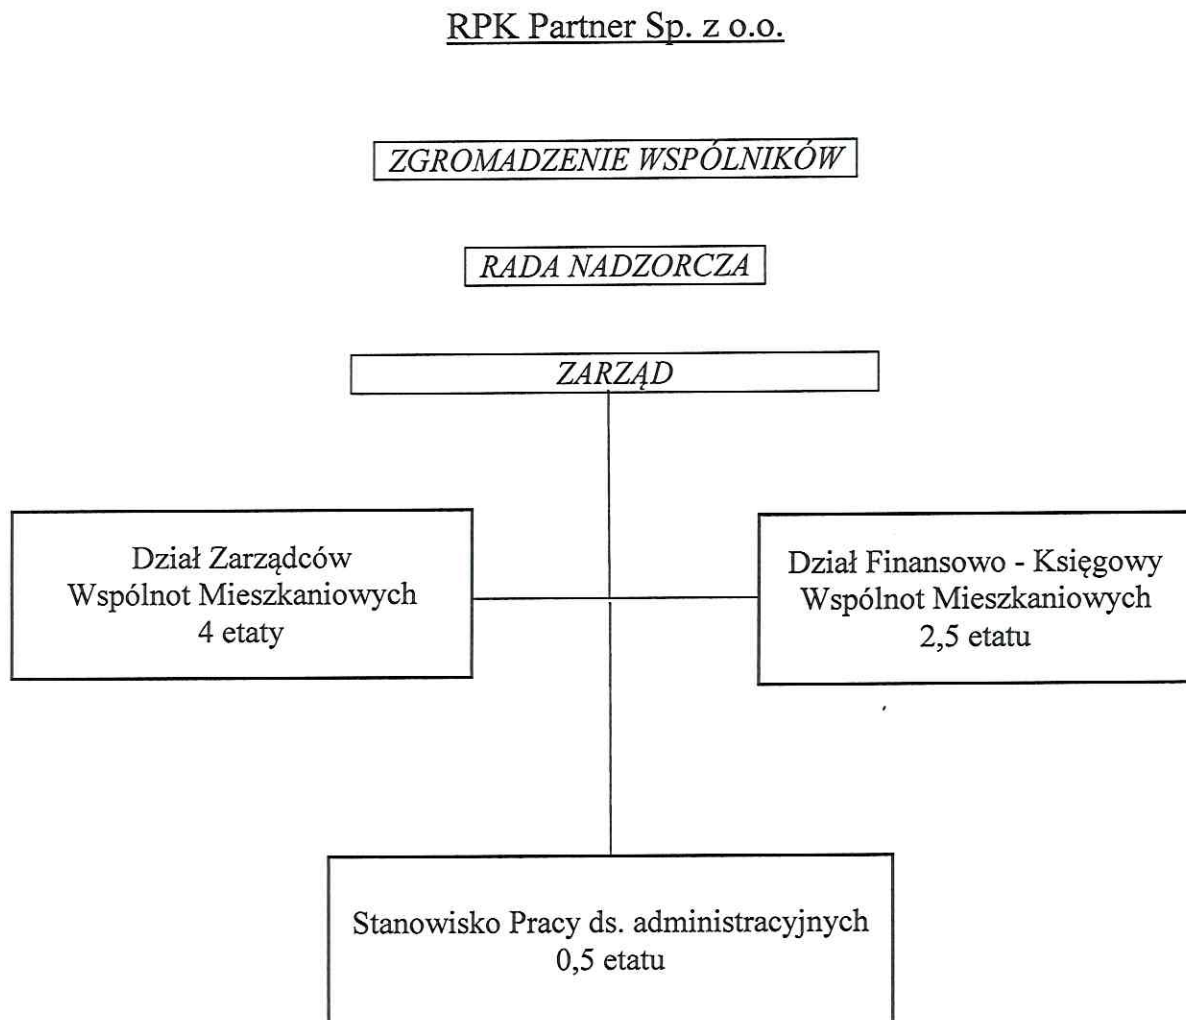 RPK Partner Sp. z o.o.
ZGROMADZENIE WSPÓLNIKÓW
RADA NADZORCZA
ZARZĄD
Dział Zarządców
Wspólnot Mieszkaniowych
4 etaty
Dział Finansowo - Księgowy
Wspólnot Mieszkaniowych
2,5 etatu
Stanowisko Pracy ds. administracyjnych
0,5 etatu